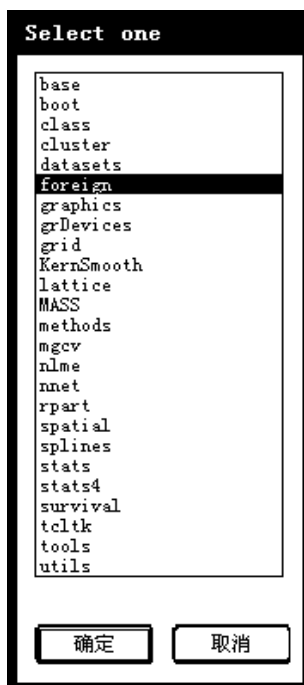 Select one
base
boot
class
cluster
datasets
foreign
graphics
grDevices
grid
KernSmooth
lattice
MASS
methods
mgcv
nlme
nnet
rpart
spatial
splines
stats
stats4
survival
tcltk
tools
utils
确定 取消